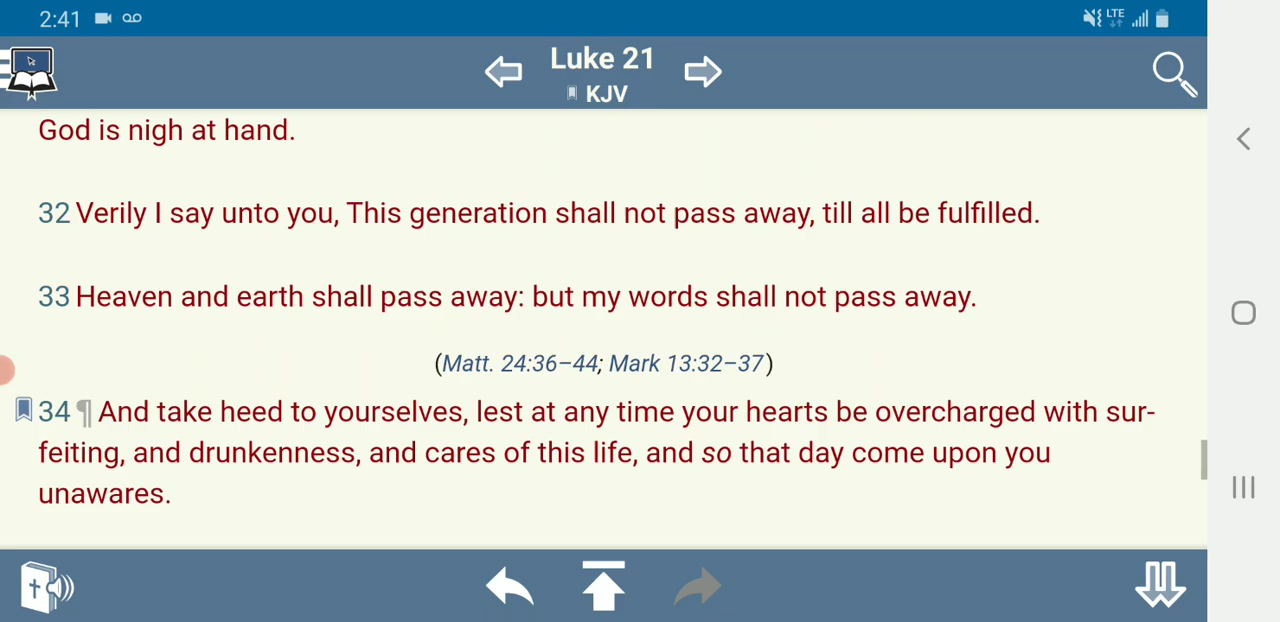 2:41
LTE
Luke 21
KJV
God is nigh at hand.
32 Verily I say unto you, This generation shall not pass away, till all be fulfilled.
33 Heaven and earth shall pass away: but my words shall not pass away.
(Matt. 24:36–44; Mark 13:32–37)
34 ¶ And take heed to yourselves, lest at any time your hearts be overcharged with sur-
feiting, and drunkenness, and cares of this life, and so that day come upon you
unawares.